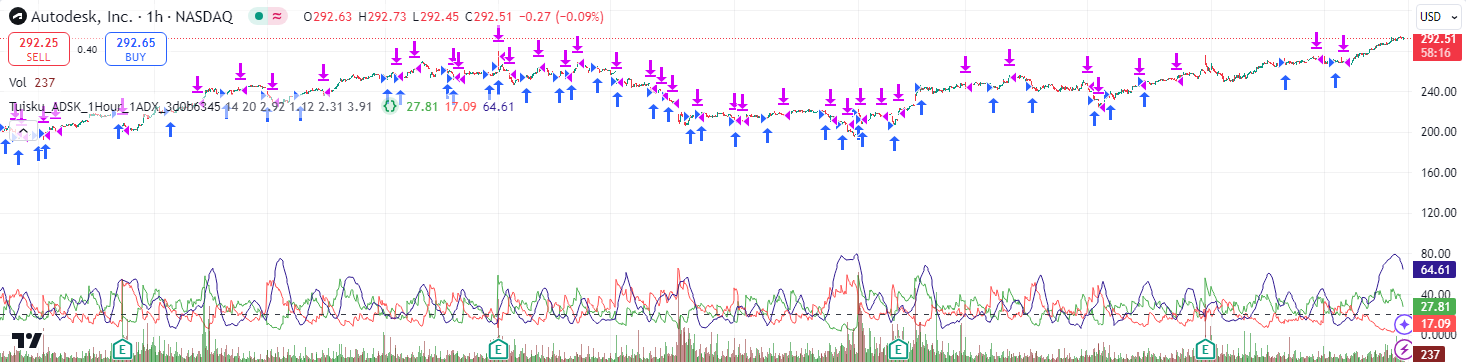 Autodesk, Inc. · 1h · NASDAQ O292.63 H292.73 L292.45 C292.51 −0.27 (−0.09%) USD
292.25 SELL 0.40 292.65 BUY
292.51
58:16
Vol 237
240.00
Tuisku_ADSK_1Hour_1ADX_3d0b6345 14 20 2.92 1 12 2.31 3.91 27.81 17.09 64.61
200.00
160.00
120.00
80.00
64.61
40.00
27.81
17.09
0.0000
237
E E E E